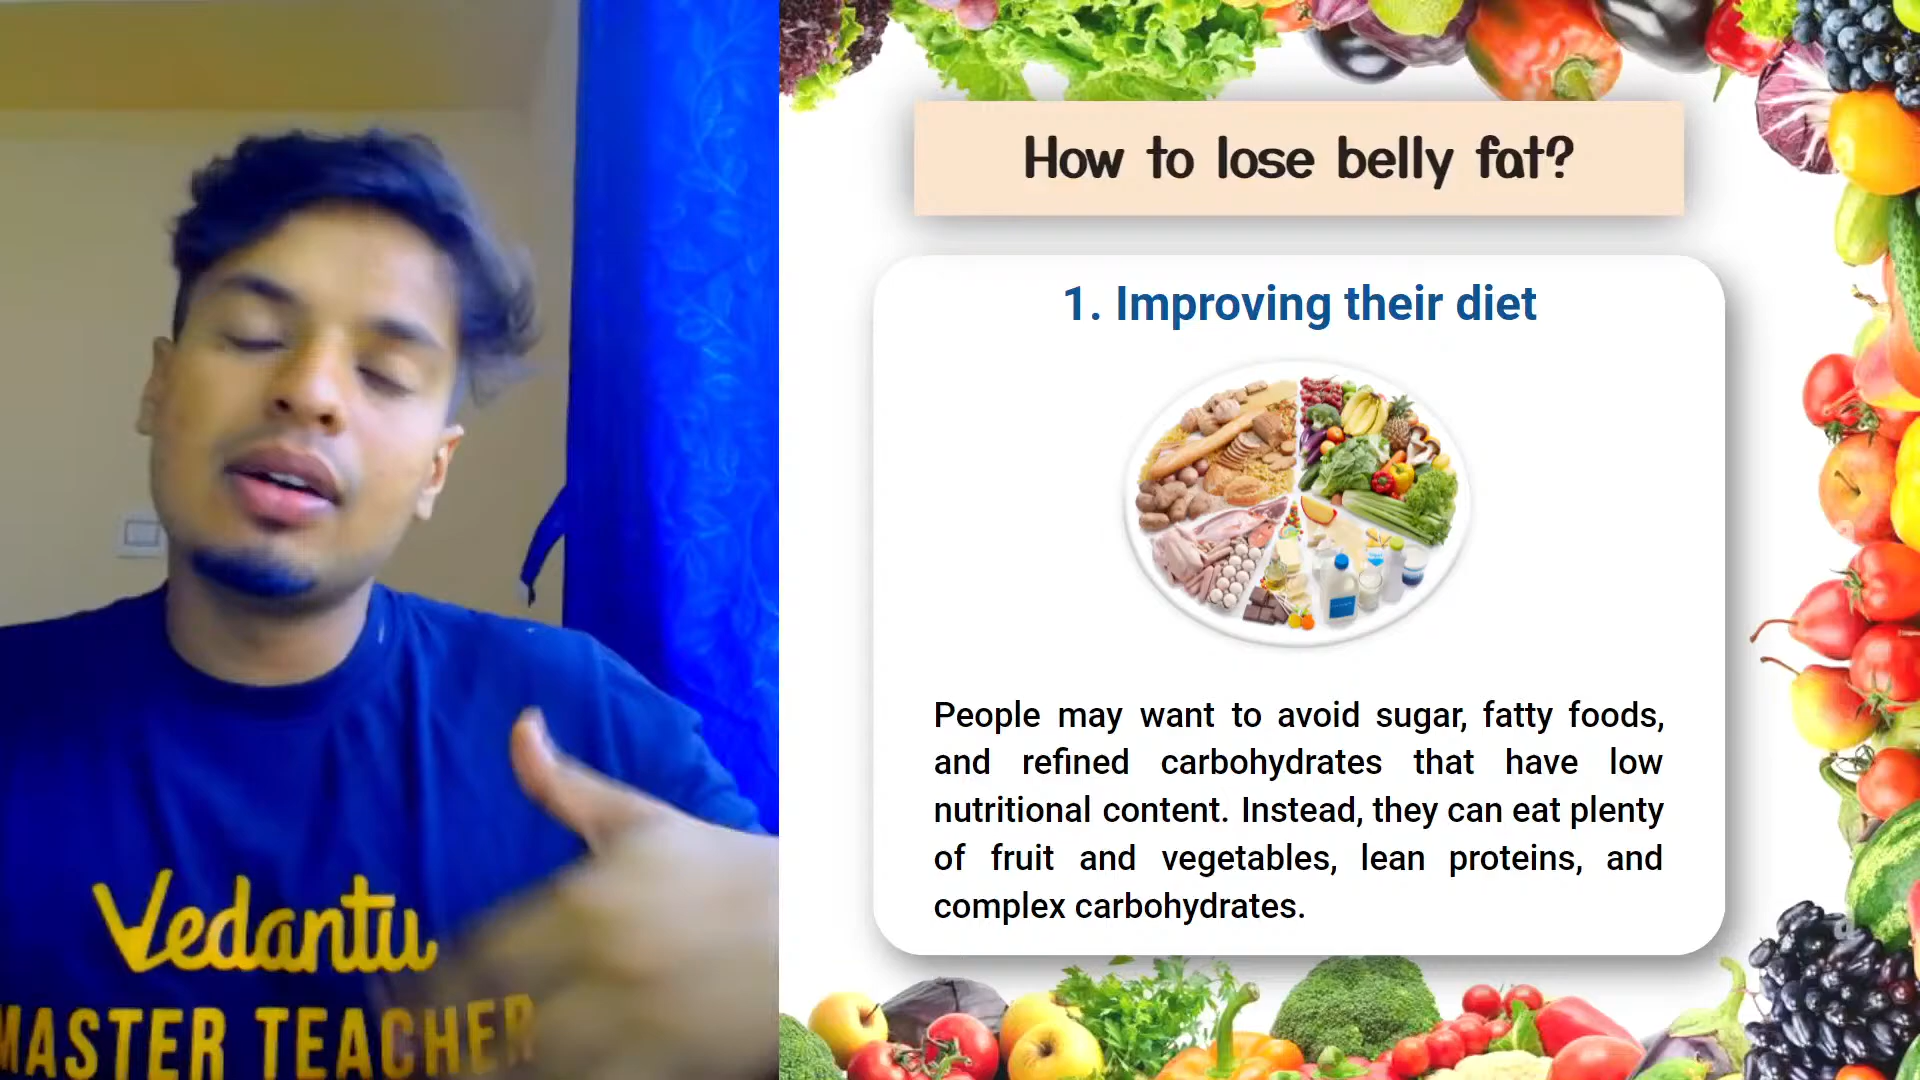 How to lose belly fat?
1. Improving their diet
People may want to avoid sugar, fatty foods,
and refined carbohydrates that have low
nutritional content. Instead, they can eat plenty
of fruit and vegetables, lean proteins, and
complex carbohydrates.
Vedantu
MASTER TEACHER